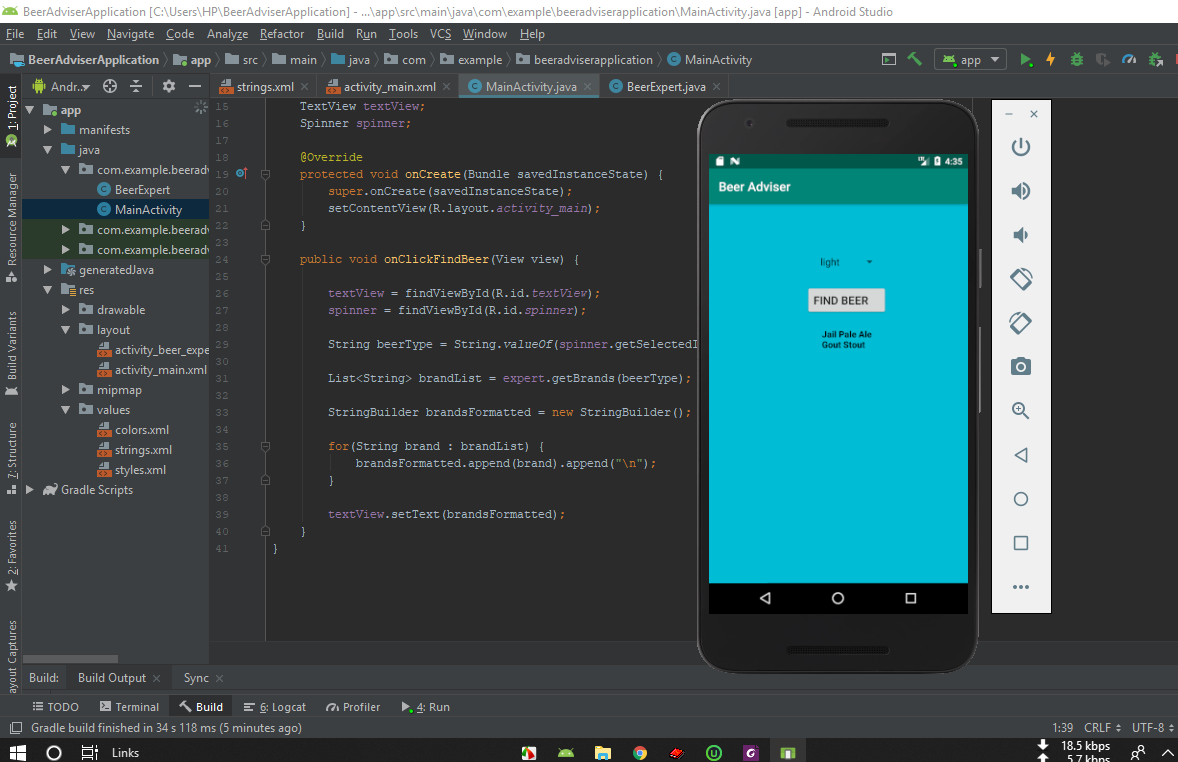 BeerAdviserApplication [C:\Users\HP\BeerAdviserApplication] - ...\app\src\main\java\com\example\beeradviserapplication\MainActivity.java [app] - Android Studio
File Edit View Navigate Code Analyze Refactor Build Run Tools VCS Window Help
BeerAdviserApplication app src main java com example beeradviserapplication MainActivity app
Andr... strings.xml activity_main.xml MainActivity.java BeerExpert.java
1: Project
Resource Manager
Build Variants
7: Structure
2: Favorites
ayout Captures
app
manifests
java
com.example.beeradv
BeerExpert
MainActivity
com.example.beeradv
com.example.beeradv
generatedJava
res
drawable
layout
activity_beer_expe
activity_main.xml
mipmap
values
colors.xml
strings.xml
styles.xml
Gradle Scripts
15 TextView textView;
16 Spinner spinner;
17
18 @Override
19 protected void onCreate(Bundle savedInstanceState) {
20 super.onCreate(savedInstanceState);
21 setContentView(R.layout.activity_main);
22 }
23
24 public void onClickFindBeer(View view) {
25
26 textView = findViewById(R.id.textView);
27 spinner = findViewById(R.id.spinner);
28
29 String beerType = String.valueOf(spinner.getSelectedI
30
31 List<String> brandList = expert.getBrands(beerType);
32
33 StringBuilder brandsFormatted = new StringBuilder();
34
35 for(String brand : brandList) {
36 brandsFormatted.append(brand).append("\n");
37 }
38
39 textView.setText(brandsFormatted);
40 }
41 }
4:35
Beer Adviser
light
FIND BEER
Jail Pale Ale
Gout Stout
Build: Build Output Sync
TODO Terminal Build 6: Logcat Profiler 4: Run
Gradle build finished in 34 s 118 ms (5 minutes ago) 1:39 CRLF UTF-8
Links
18.5 kbps
5.7 kbps